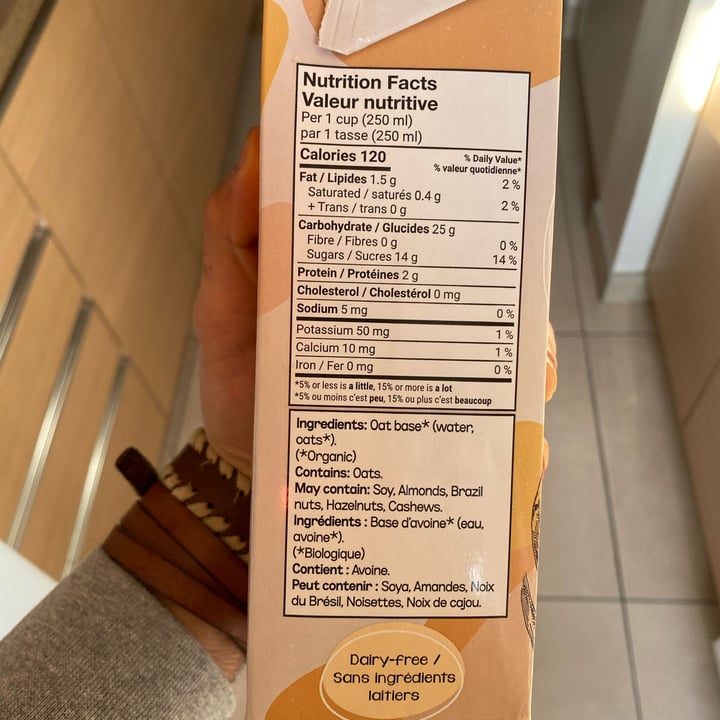 Nutrition Facts
Valeur nutritive
Per 1 cup (250 ml)
par 1 tasse (250 ml)
Calories 120
% Daily Value*
% valeur quotidienne*
Fat / Lipides 1.5 g 2 %
Saturated / saturés 0.4 g
+ Trans / trans 0 g 2 %
Carbohydrate / Glucides 25 g
Fibre / Fibres 0 g 0 %
Sugars / Sucres 14 g 14 %
Protein / Protéines 2 g
Cholesterol / Cholestérol 0 mg
Sodium 5 mg 0 %
Potassium 50 mg 1 %
Calcium 10 mg 1 %
Iron / Fer 0 mg 0 %
*5% or less is a little, 15% or more is a lot
*5% ou moins c'est peu, 15% ou plus c'est beaucoup
Ingredients: Oat base* (water,
oats*).
(*Organic)
Contains: Oats.
May contain: Soy, Almonds, Brazil
nuts, Hazelnuts, Cashews.
Ingrédients : Base d'avoine* (eau,
avoine*).
(*Biologique)
Contient : Avoine.
Peut contenir : Soya, Amandes, Noix
du Brésil, Noisettes, Noix de cajou.
Dairy-free /
Sans ingrédients
laitiers